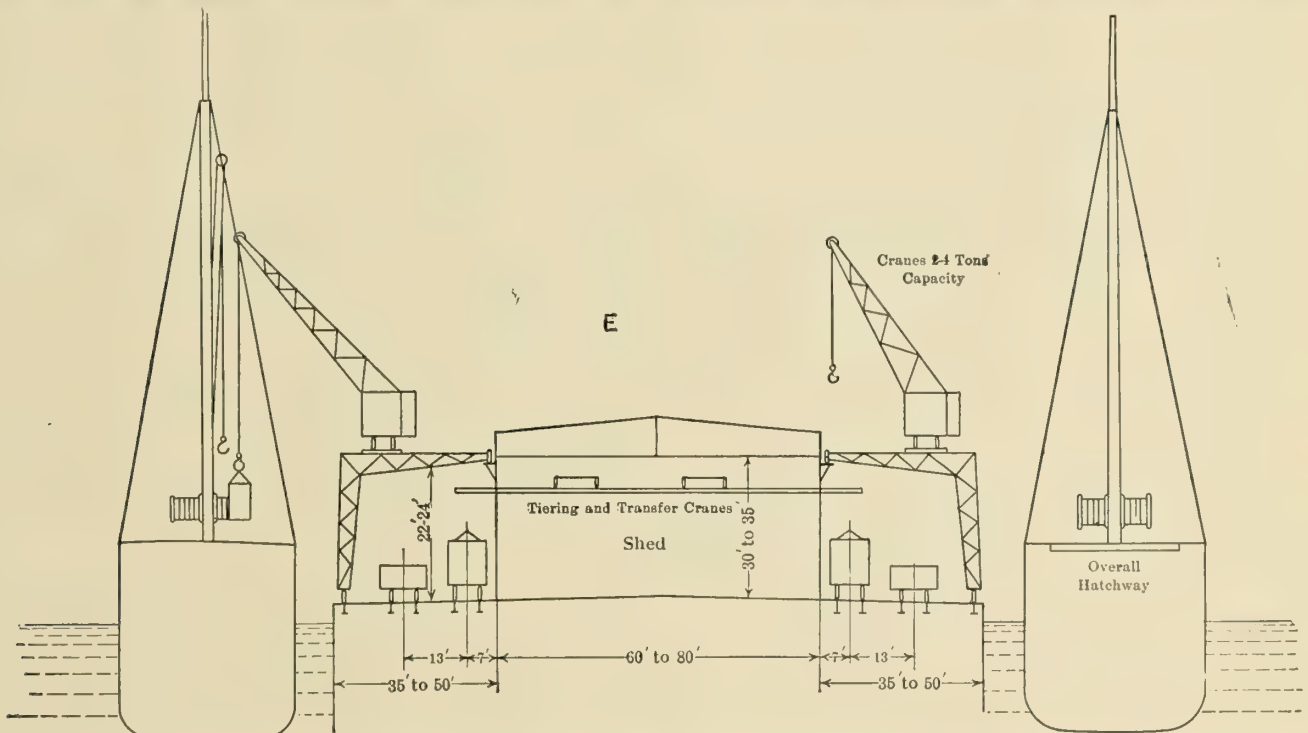 Cranes 2-4 Tons
Capacity
E
Tiering and Transfer Cranes
Shed
22'-24'
30' to 35'
Overall
Hatchway
13'
7'
60' to 80'
7'
13'
35' to 50'
35' to 50'